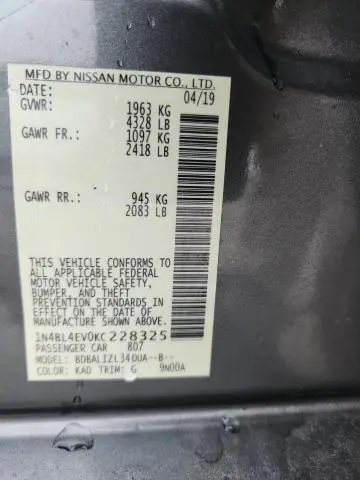 MFD BY NISSAN MOTOR CO., LTD.
DATE: 04/19
GVWR: 1963 KG
4328 LB
GAWR FR.: 1097 KG
2418 LB
GAWR RR.: 945 KG
2083 LB
THIS VEHICLE CONFORMS TO
ALL APPLICABLE FEDERAL
MOTOR VEHICLE SAFETY,
BUMPER, AND THEFT
PREVENTION STANDARDS IN
EFFECT ON THE DATE OF
MANUFACTURE SHOWN ABOVE.
1N4BL4EV0KC228325
PASSENGER CAR 807
MODEL: BDBALIZL34DUA--B--
COLOR: KAD TRIM: G 9N00A